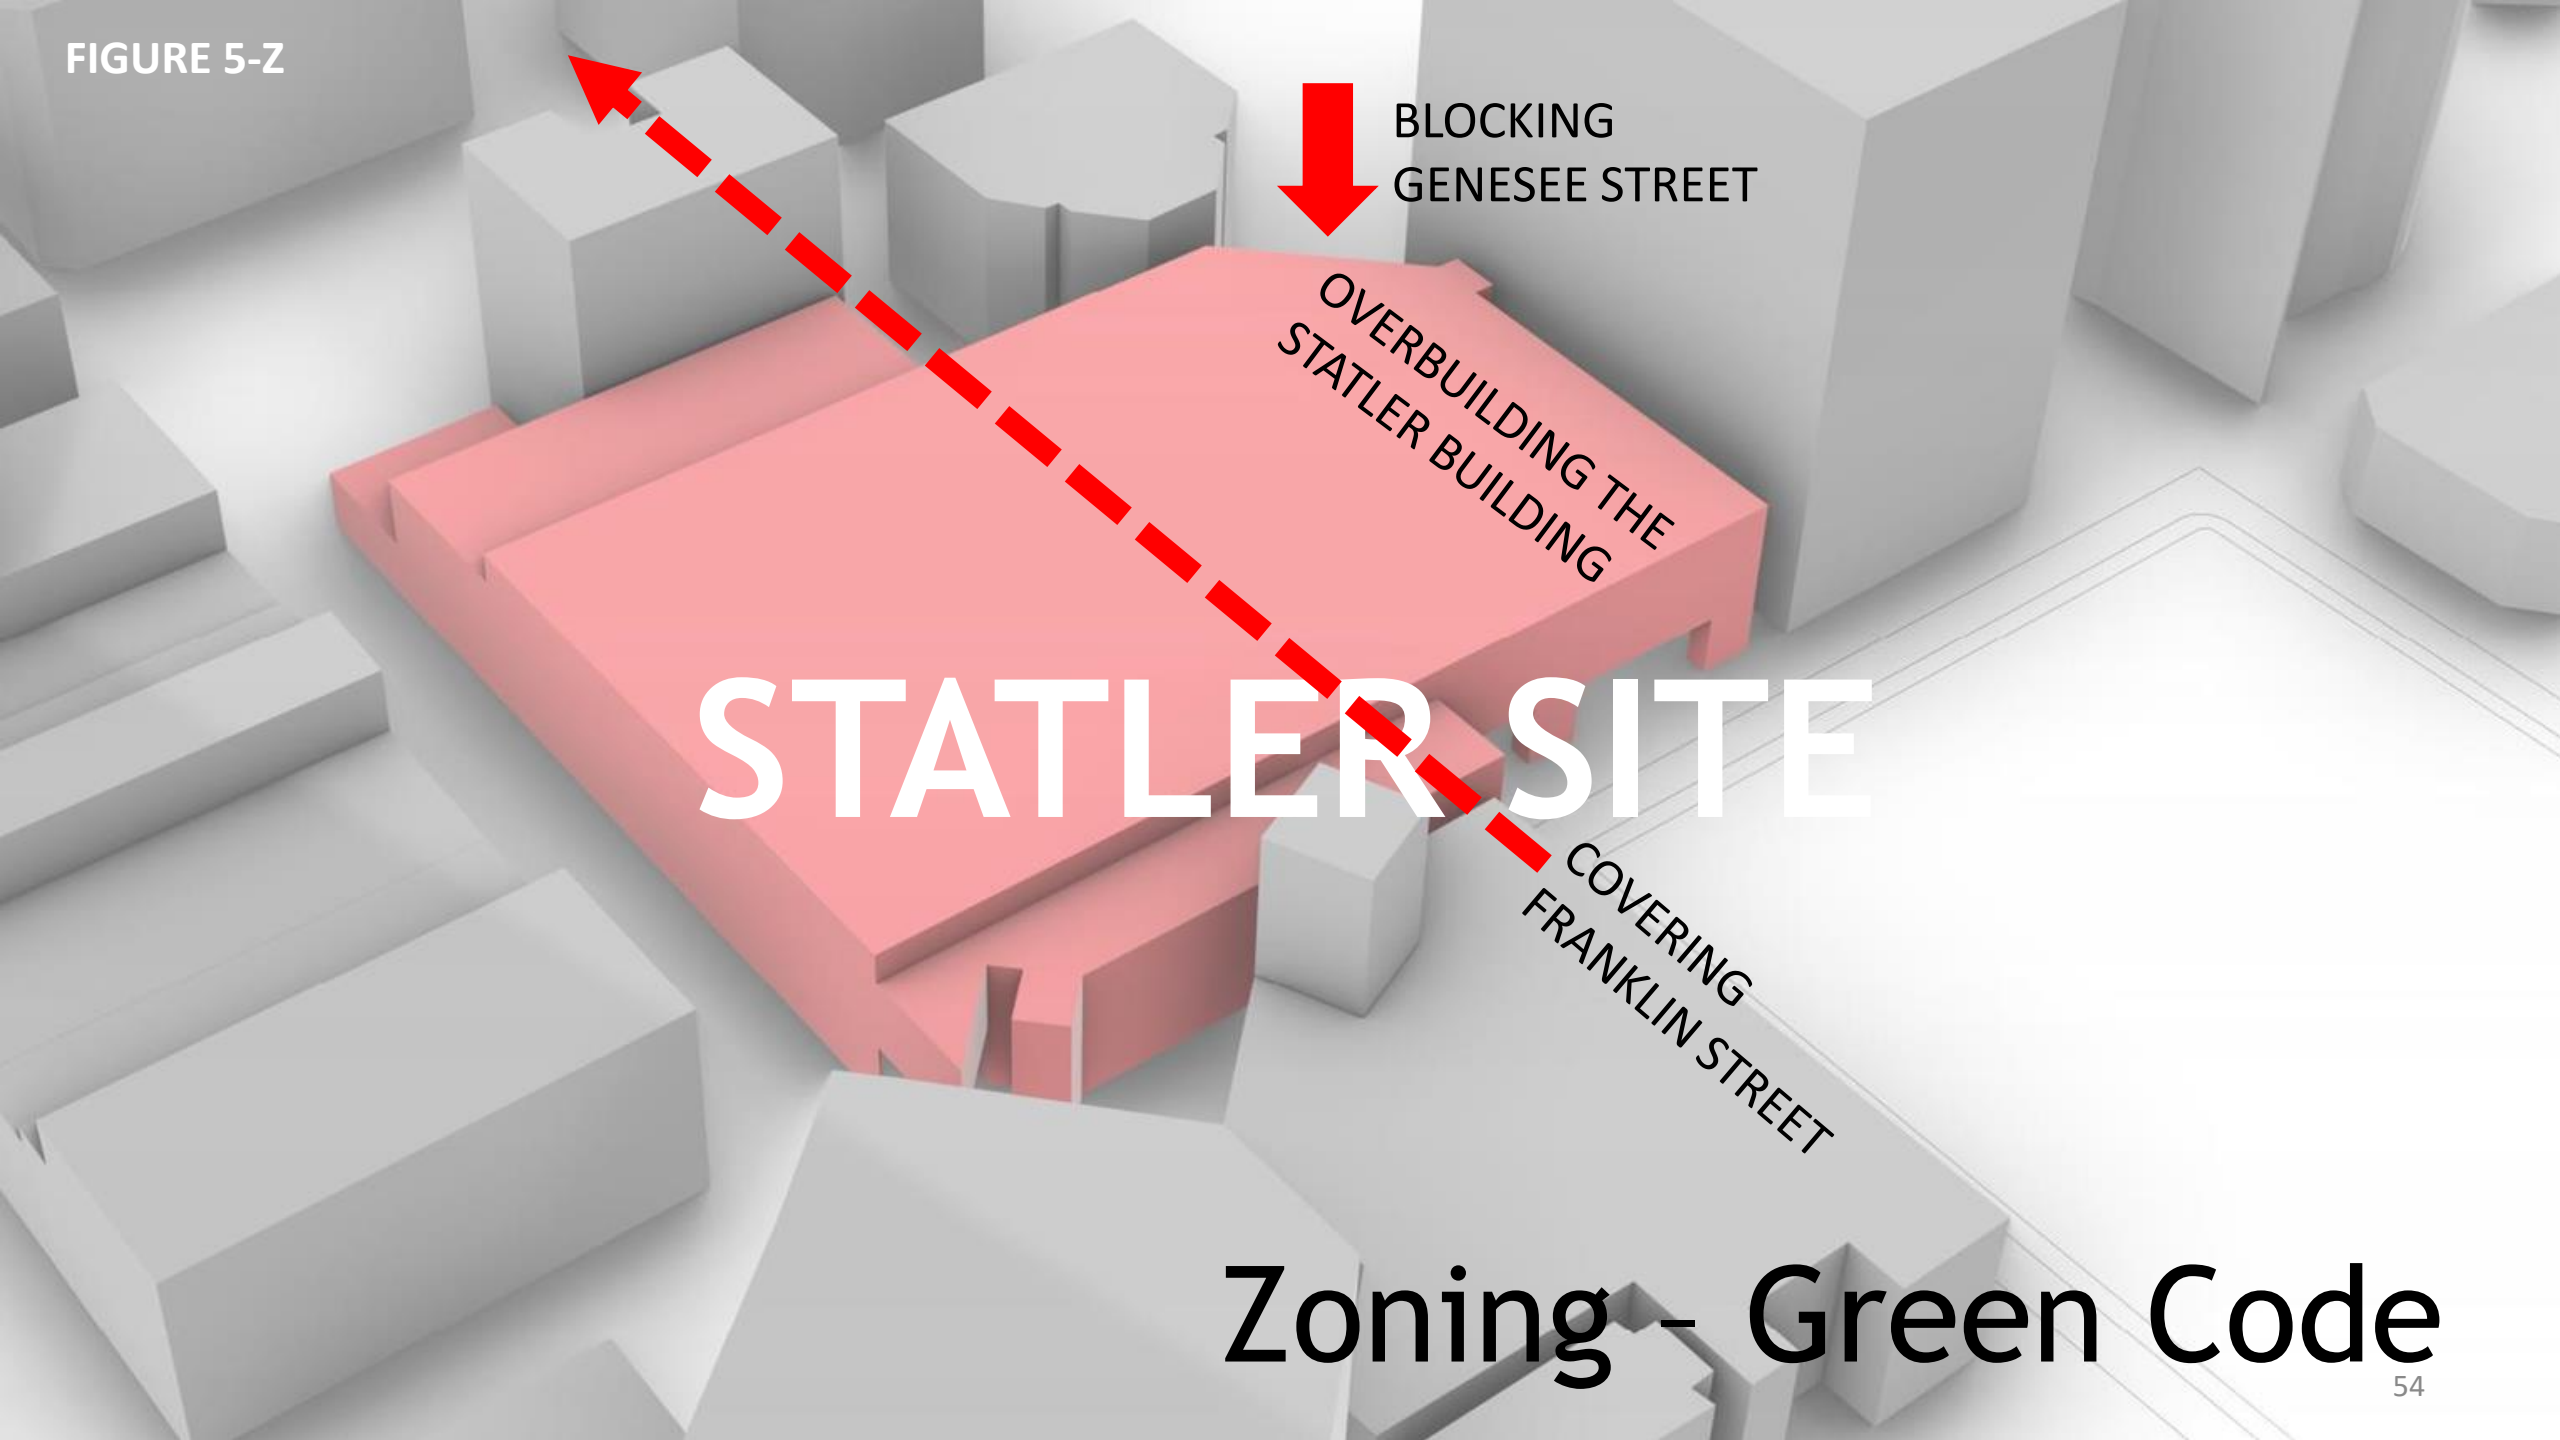 FIGURE 5-Z
BLOCKING
GENESEE STREET
OVERBUILDING THE
STATLER BUILDING
STATLER SITE
COVERING
FRANKLIN STREET
Zoning - Green Code
54